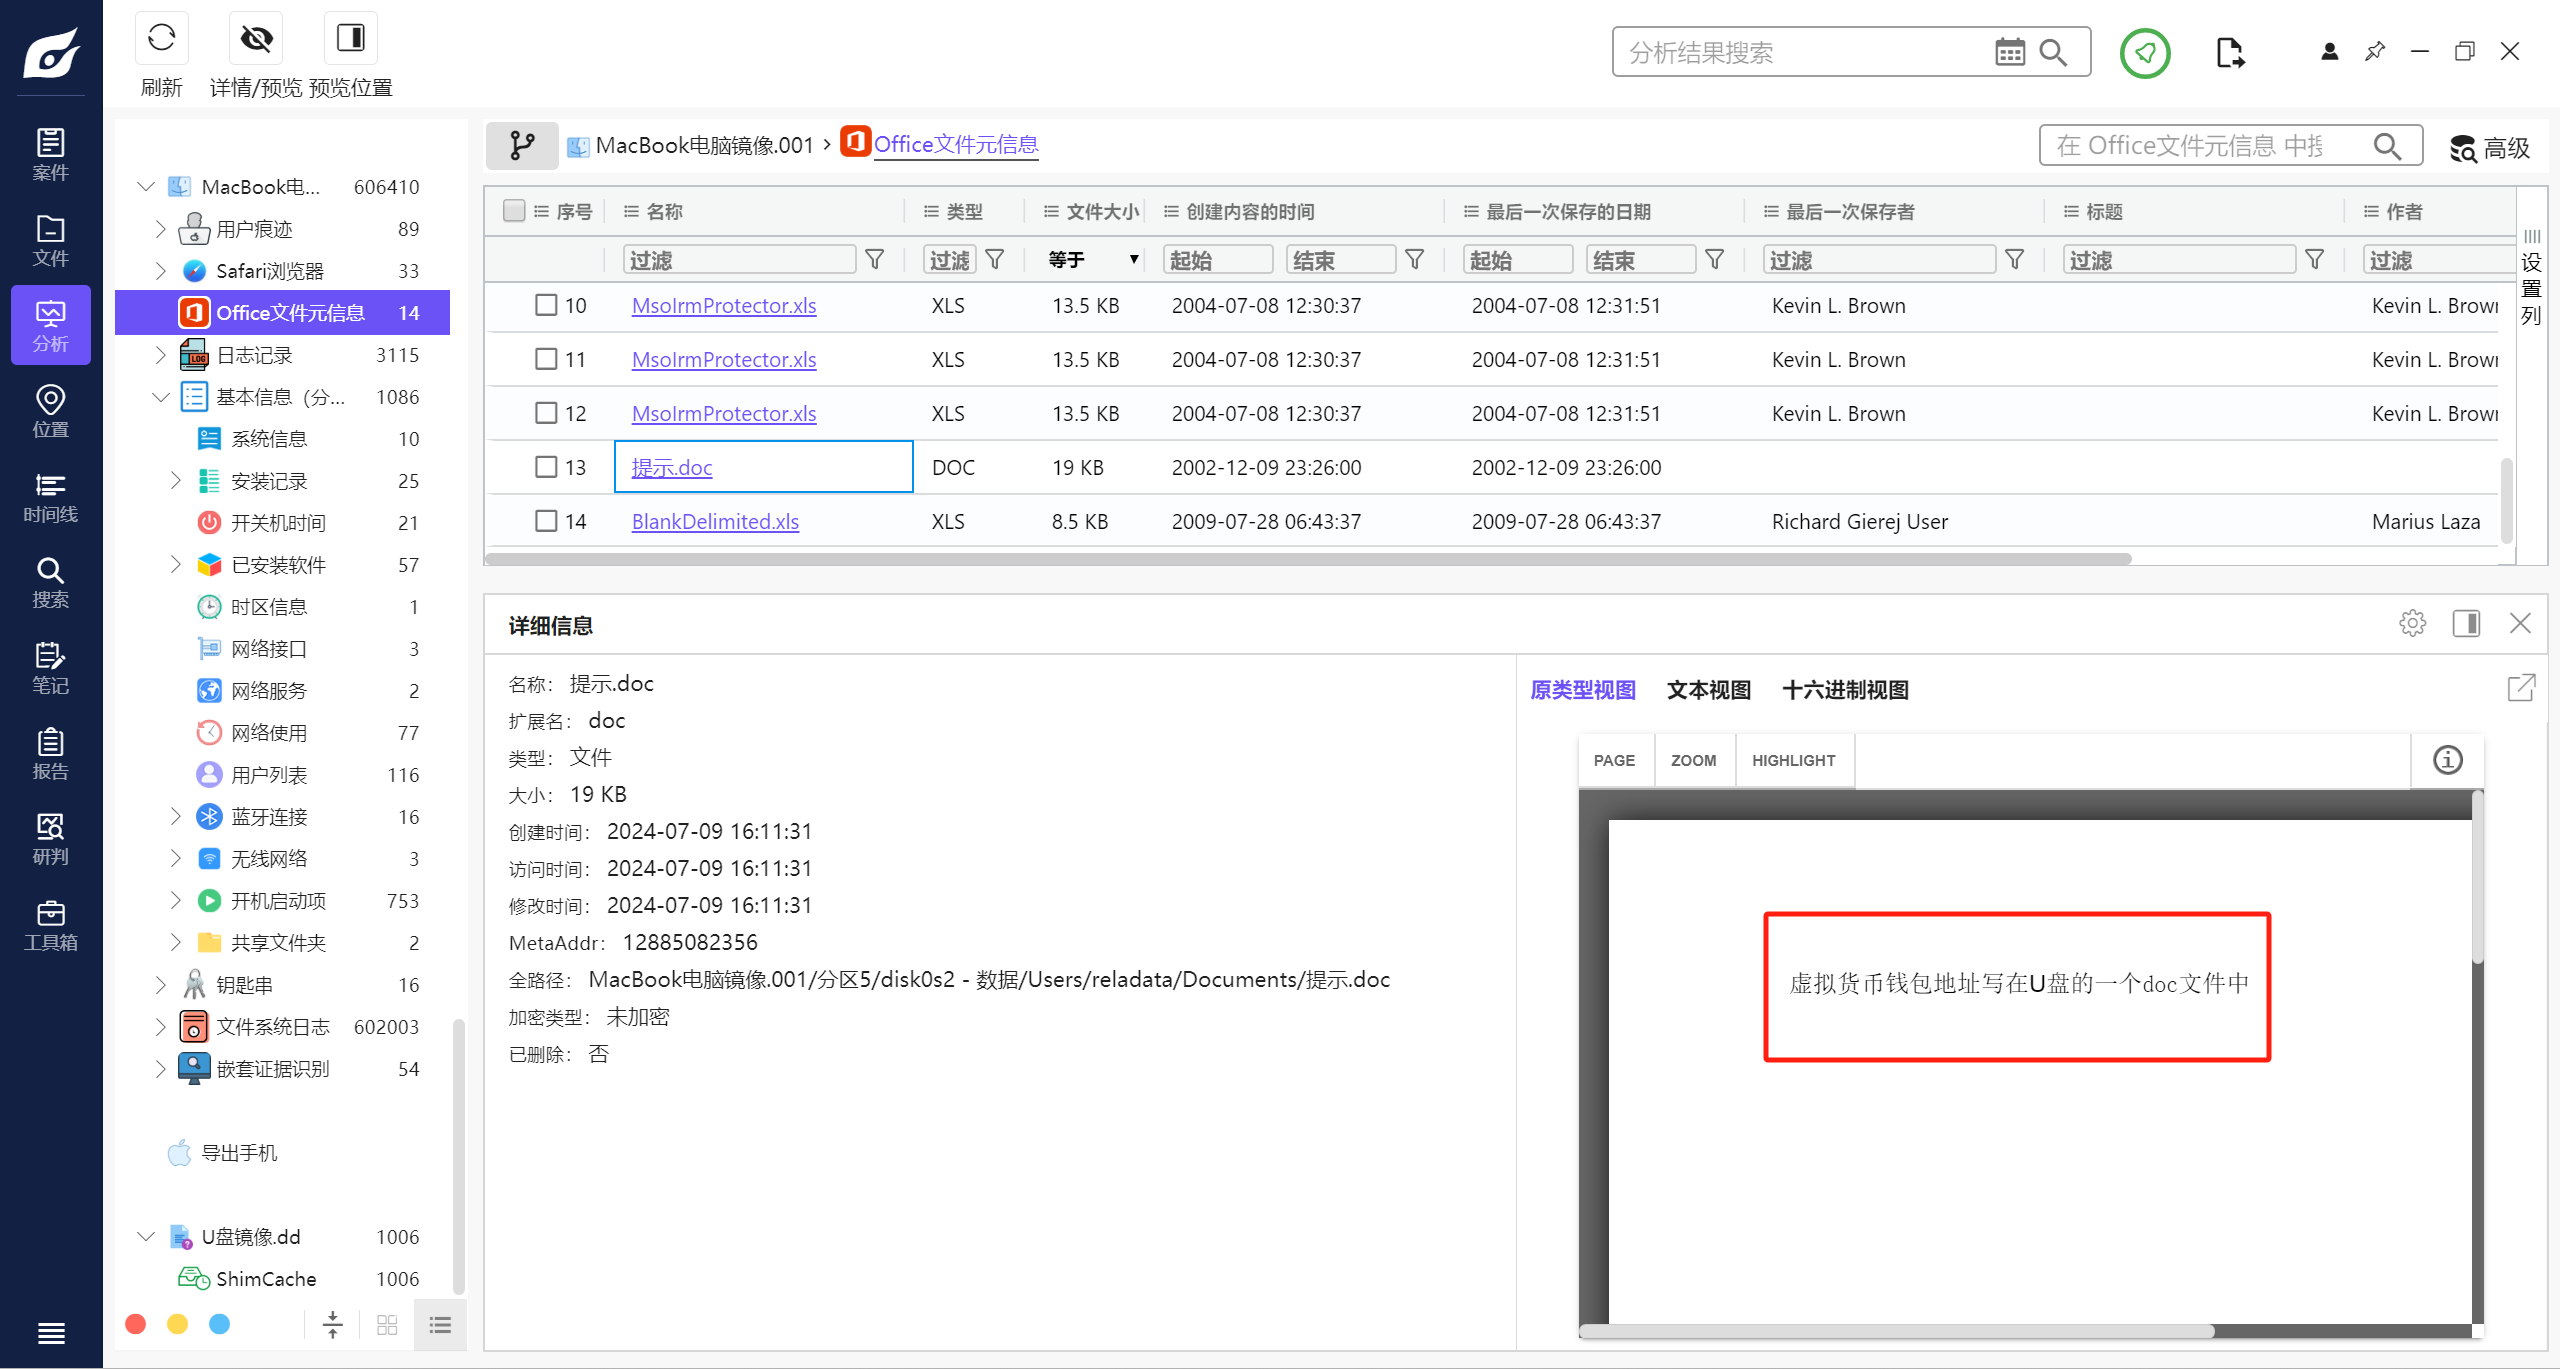 刷新
详情/预览
预览位置
分析结果搜索
案件
文件
分析
位置
时间线
搜索
笔记
报告
研判
工具箱
MacBook电... 606410
用户痕迹 89
Safari浏览器 33
Office文件元信息 14
LOG
日志记录 3115
基本信息（分... 1086
系统信息 10
安装记录 25
开关机时间 21
已安装软件 57
时区信息 1
网络接口 3
网络服务 2
网络使用 77
用户列表 116
蓝牙连接 16
无线网络 3
开机启动项 753
共享文件夹 2
钥匙串 16
文件系统日志 602003
嵌套证据识别 54
导出手机
U盘镜像.dd 1006
ShimCache 1006
MacBook电脑镜像.001 › Office文件元信息
在 Office文件元信息 中
高级
序号 名称 类型 文件大小 创建内容的时间 最后一次保存的日期 最后一次保存者 标题 作者
过滤 过滤 等于 起始 结束 起始 结束 过滤 过滤 过滤
10 MsoIrmProtector.xls XLS 13.5 KB 2004-07-08 12:30:37 2004-07-08 12:31:51 Kevin L. Brown Kevin L. Brown
11 MsoIrmProtector.xls XLS 13.5 KB 2004-07-08 12:30:37 2004-07-08 12:31:51 Kevin L. Brown Kevin L. Brown
12 MsoIrmProtector.xls XLS 13.5 KB 2004-07-08 12:30:37 2004-07-08 12:31:51 Kevin L. Brown Kevin L. Brown
13 提示.doc DOC 19 KB 2002-12-09 23:26:00 2002-12-09 23:26:00
14 BlankDelimited.xls XLS 8.5 KB 2009-07-28 06:43:37 2009-07-28 06:43:37 Richard Gierej User Marius Laza
设置列
详细信息
名称： 提示.doc
扩展名： doc
类型： 文件
大小： 19 KB
创建时间： 2024-07-09 16:11:31
访问时间： 2024-07-09 16:11:31
修改时间： 2024-07-09 16:11:31
MetaAddr： 12885082356
全路径： MacBook电脑镜像.001/分区5/disk0s2 - 数据/Users/reladata/Documents/提示.doc
加密类型： 未加密
已删除： 否
原类型视图 文本视图 十六进制视图
PAGE ZOOM HIGHLIGHT
虚拟货币钱包地址写在U盘的一个doc文件中